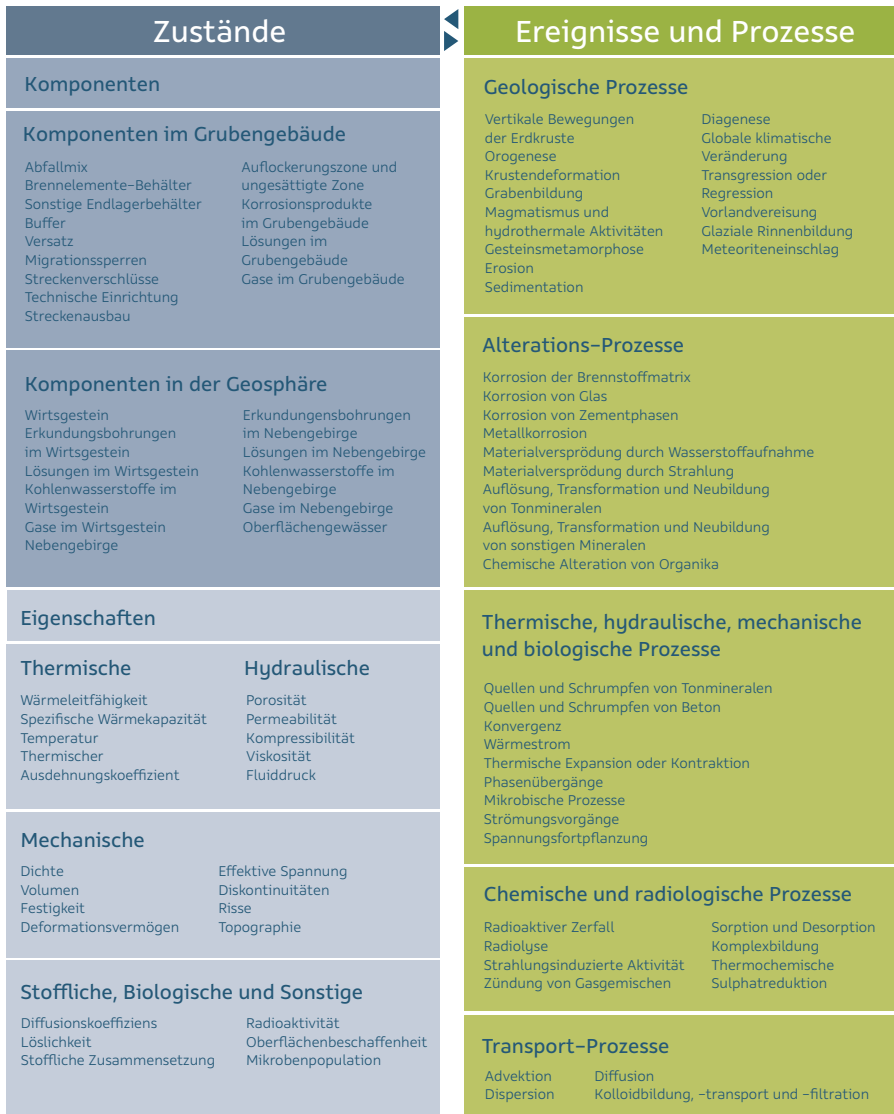 Zustände
Komponenten
Komponenten im Grubengebäude
Abfallmix
Brennelemente-Behälter
Sonstige Endlagerbehälter
Buffer
Versatz
Migrationssperren
Streckenverschlüsse
Technische Einrichtung
Streckenausbau
Auflockerungszone und
ungesättigte Zone
Korrosionsprodukte
im Grubengebäude
Lösungen im
Grubengebäude
Gase im Grubengebäude
Komponenten in der Geosphäre
Wirtsgestein
Erkundungsbohrungen
im Wirtsgestein
Lösungen im Wirtsgestein
Kohlenwasserstoffe im
Wirtsgestein
Gase im Wirtsgestein
Nebengebirge
Erkundungensbohrungen
im Nebengebirge
Lösungen im Nebengebirge
Kohlenwasserstoffe im
Nebengebirge
Gase im Nebengebirge
Oberflächengewässer
Eigenschaften
Thermische
Wärmeleitfähigkeit
Spezifische Wärmekapazität
Temperatur
Thermischer
Ausdehnungskoeffizient
Hydraulische
Porosität
Permeabilität
Kompressibilität
Viskosität
Fluiddruck
Mechanische
Dichte
Volumen
Festigkeit
Deformationsvermögen
Effektive Spannung
Diskontinuitäten
Risse
Topographie
Stoffliche, Biologische und Sonstige
Diffusionskoeffiziens
Löslichkeit
Stoffliche Zusammensetzung
Radioaktivität
Oberflächenbeschaffenheit
Mikrobenpopulation
Ereignisse und Prozesse
Geologische Prozesse
Vertikale Bewegungen
der Erdkruste
Orogenese
Krustendeformation
Grabenbildung
Magmatismus und
hydrothermale Aktivitäten
Gesteinsmetamorphose
Erosion
Sedimentation
Diagenese
Globale klimatische
Veränderung
Transgression oder
Regression
Vorlandvereisung
Glaziale Rinnenbildung
Meteoriteneinschlag
Alterations-Prozesse
Korrosion der Brennstoffmatrix
Korrosion von Glas
Korrosion von Zementphasen
Metallkorrosion
Materialversprödung durch Wasserstoffaufnahme
Materialversprödung durch Strahlung
Auflösung, Transformation und Neubildung
von Tonmineralen
Auflösung, Transformation und Neubildung
von sonstigen Mineralen
Chemische Alteration von Organika
Thermische, hydraulische, mechanische
und biologische Prozesse
Quellen und Schrumpfen von Tonmineralen
Quellen und Schrumpfen von Beton
Konvergenz
Wärmestrom
Thermische Expansion oder Kontraktion
Phasenübergänge
Mikrobische Prozesse
Strömungsvorgänge
Spannungsfortpflanzung
Chemische und radiologische Prozesse
Radioaktiver Zerfall
Radiolyse
Strahlungsinduzierte Aktivität
Zündung von Gasgemischen
Sorption und Desorption
Komplexbildung
Thermochemische
Sulphatreduktion
Transport-Prozesse
Advektion
Dispersion
Diffusion
Kolloidbildung, -transport und -filtration